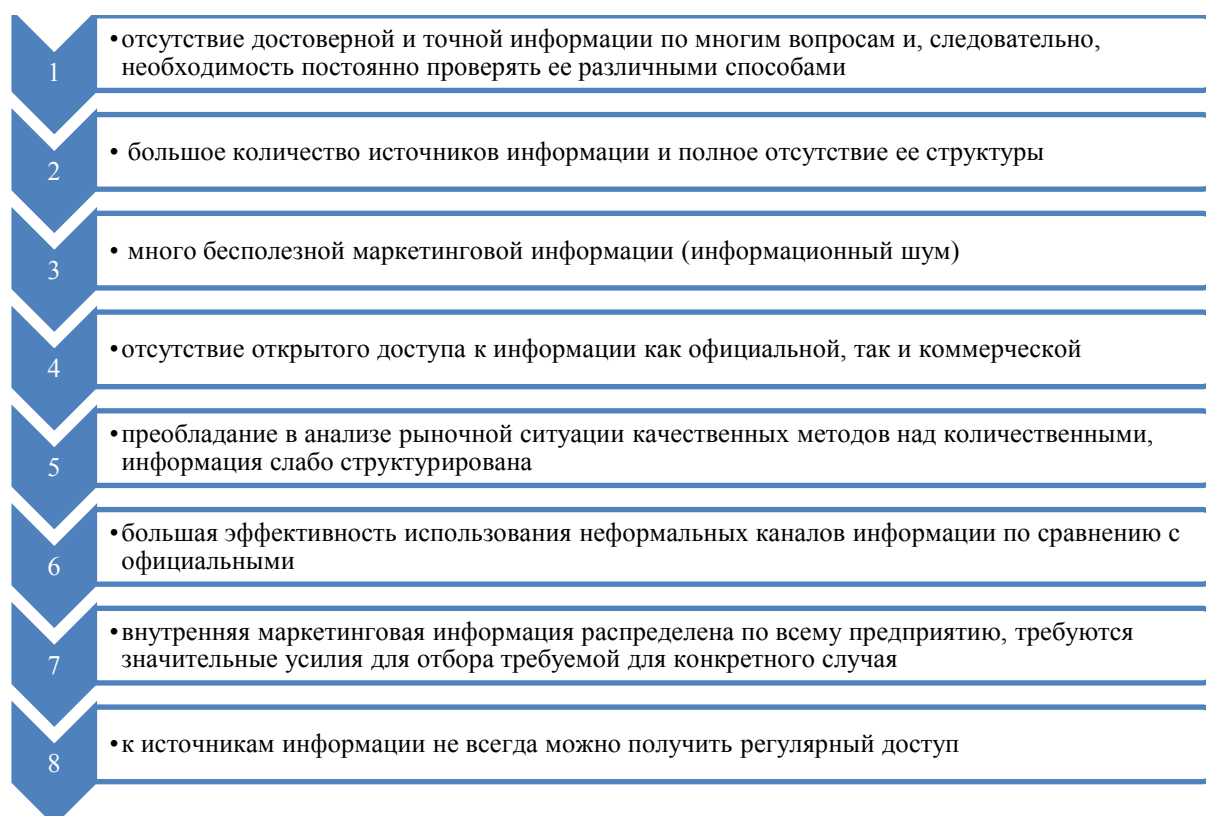 1
•отсутствие достоверной и точной информации по многим вопросам и, следовательно,
необходимость постоянно проверять ее различными способами
2
• большое количество источников информации и полное отсутствие ее структуры
3
• много бесполезной маркетинговой информации (информационный шум)
4
•отсутствие открытого доступа к информации как официальной, так и коммерческой
5
•преобладание в анализе рыночной ситуации качественных методов над количественными,
информация слабо структурирована
6
•большая эффективность использования неформальных каналов информации по сравнению с
официальными
7
•внутренняя маркетинговая информация распределена по всему предприятию, требуются
значительные усилия для отбора требуемой для конкретного случая
8
•к источникам информации не всегда можно получить регулярный доступ